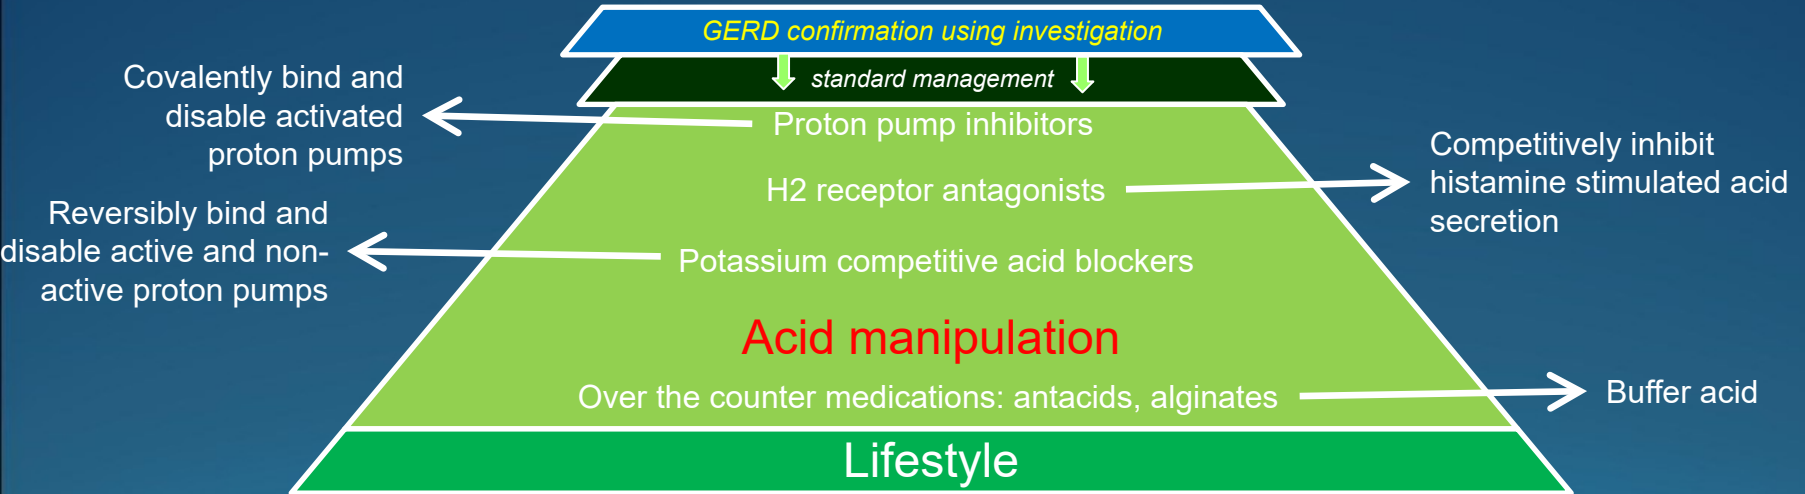 GERD confirmation using investigation
standard management
Covalently bind and
disable activated
proton pumps
Proton pump inhibitors
Competitively inhibit
histamine stimulated acid
secretion
H2 receptor antagonists
Reversibly bind and
disable active and non-
active proton pumps
Potassium competitive acid blockers
Acid manipulation
Over the counter medications: antacids, alginates
Buffer acid
Lifestyle